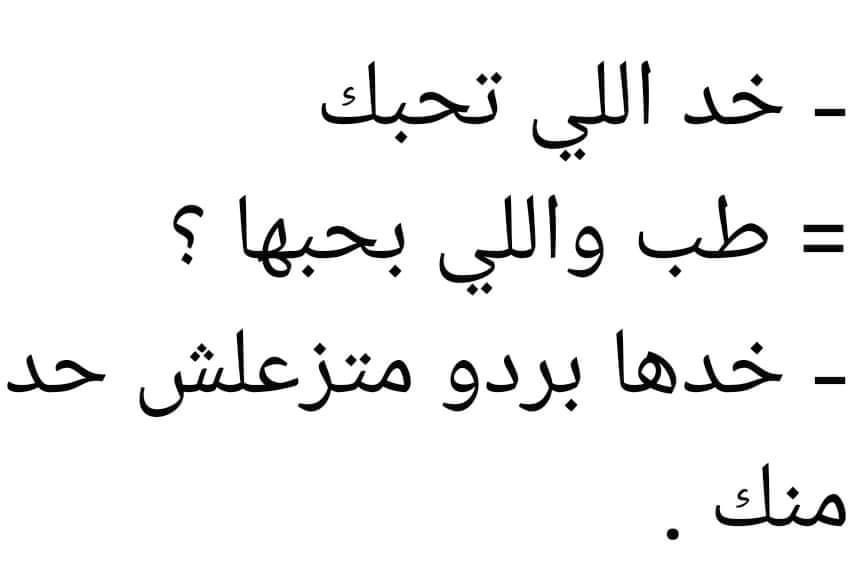 - خد اللي تحبك
= طب واللي بحبها ؟
- خدها بردو متزعلش حد
منك .